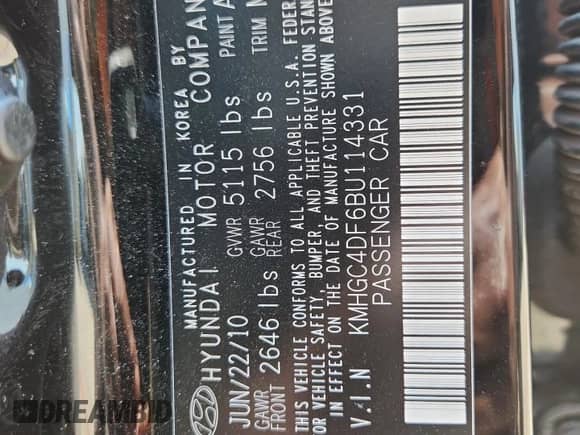 MANUFACTURED IN KOREA BY
HYUNDAI MOTOR COMPAN
JUN/22/10 GVWR 5115 lbs PAINT
GAWR FRONT 2646 lbs GAWR REAR 2756 lbs TRIM
THIS VEHICLE CONFORMS TO ALL APPLICABLE U.S.A. FEDER
OR VEHICLE SAFETY, BUMPER, AND THEFT PREVENTION STAN
IN EFFECT ON THE DATE OF MANUFACTURE SHOWN ABOVE
V.I.N KMHGC4DF6BU114331
PASSENGER CAR
DREAMBID